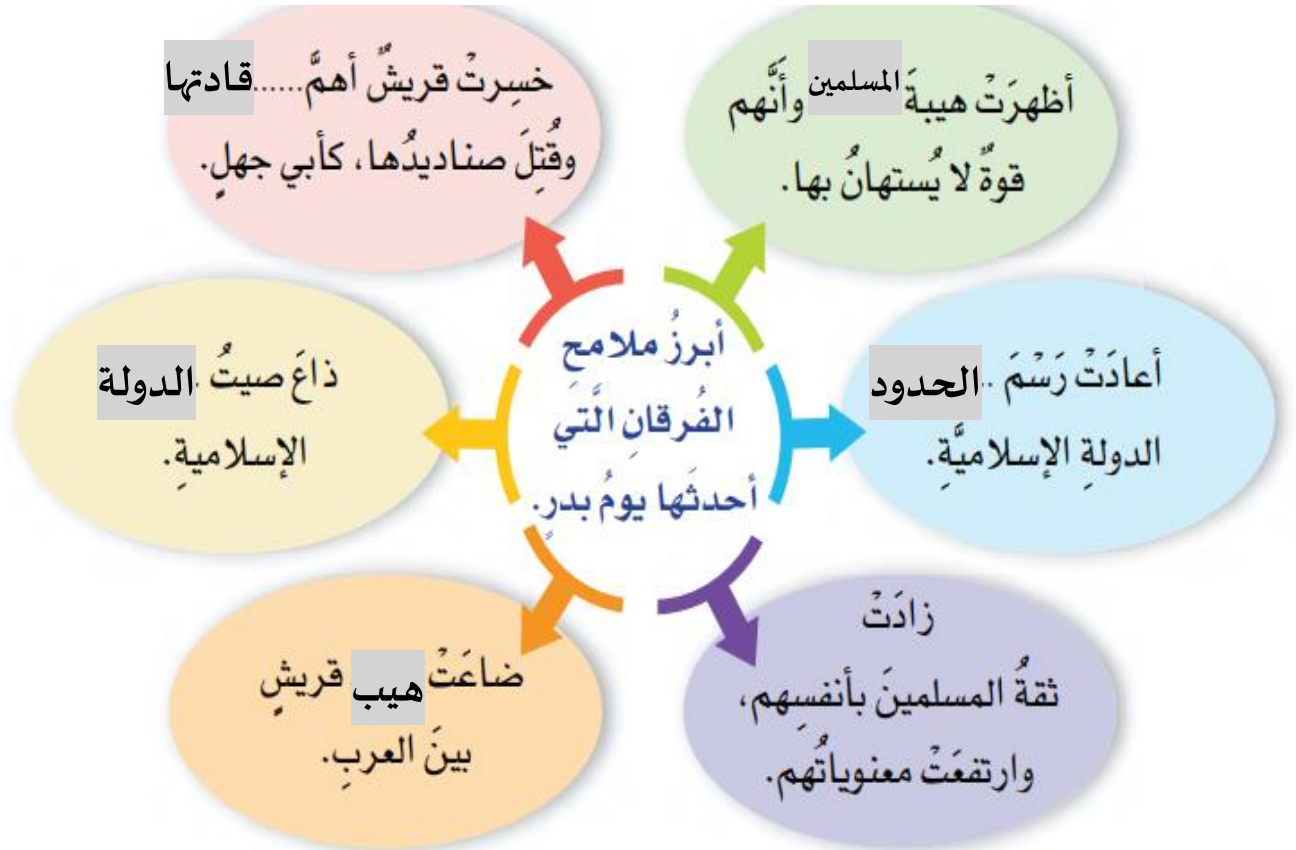 أبرزُ ملامحِ
الفُرقانِ الَّتي
أحدثَها يومُ بدرٍ.
أظهرَتْ هيبةَ المسلمين وأَنَّهم
قوةٌ لا يُستهانُ بها.
أعادَتْ رَسْمَ .. الحدود
الدولةِ الإسلاميَّةِ.
زادَتْ
ثقةُ المسلمينَ بأنفسِهم،
وارتفعَتْ معنوياتُهم.
خسِرتْ قريشٌ أهمَّ......قادتها
وقُتِلَ صناديدُها، كأبي جهلٍ.
ذاعَ صيتُ . الدولة
الإسلاميةِ.
ضاعَتْ هيب قريشٍ
بينَ العربِ.